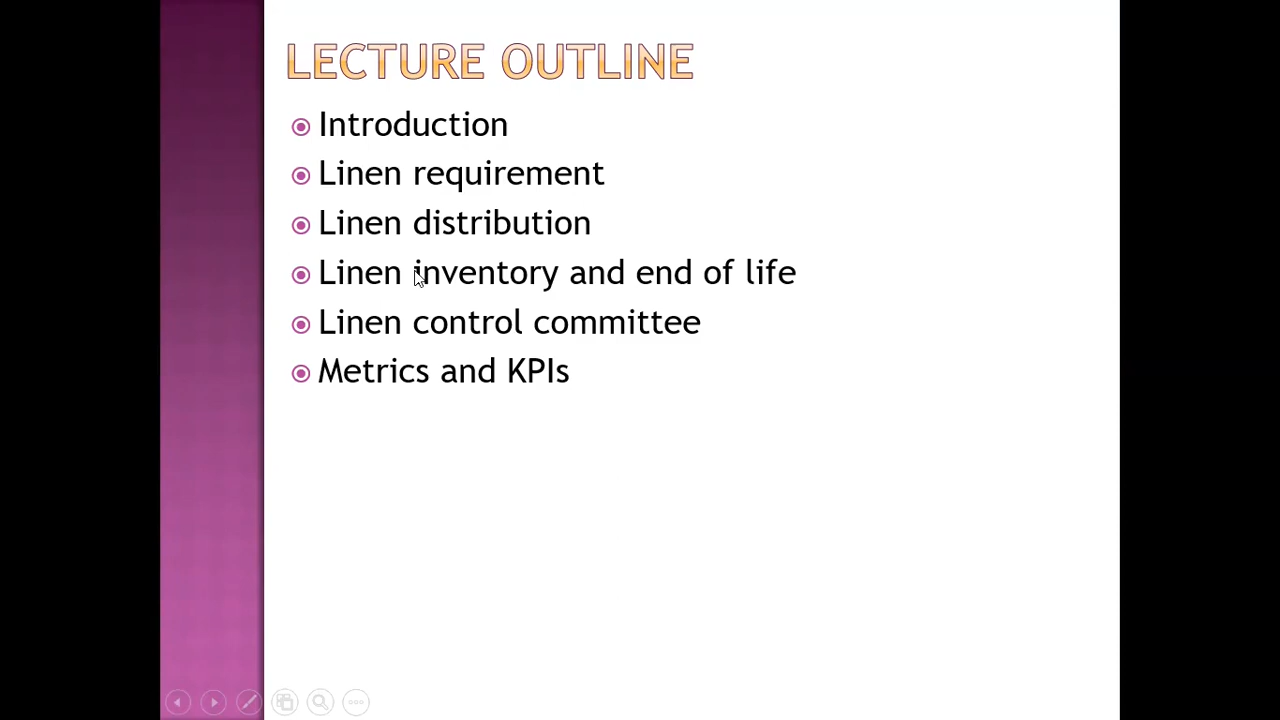 LECTURE OUTLINE
Introduction
Linen requirement
Linen distribution
Linen inventory and end of life
Linen control committee
Metrics and KPIs